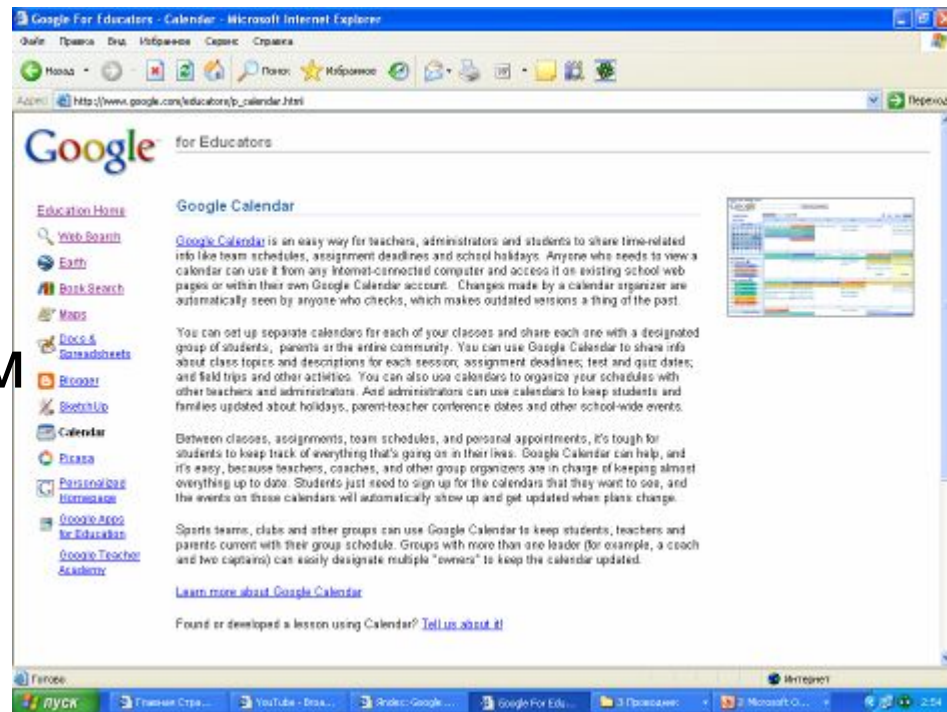 Google For Educators - Calendar - Microsoft Internet Explorer
Файл Правка Вид Избранное Сервис Справка
Назад Поиск Избранное
Адрес http://www.google.com/educators/p_calendar.html Переход
Google for Educators
Education Home
Web Search
Earth
Book Search
Maps
Docs &
Spreadsheets
Blogger
SketchUp
Calendar
Picasa
Personalized
Homepage
Google Apps
for Education
Google Teacher
Academy
м
Google Calendar
Google Calendar is an easy way for teachers, administrators and students to share time-related
info like team schedules, assignment deadlines and school holidays. Anyone who needs to view a
calendar can use it from any Internet-connected computer and access it on existing school web
pages or within their own Google Calendar account. Changes made by a calendar organizer are
automatically seen by anyone who checks, which makes outdated versions a thing of the past.
You can set up separate calendars for each of your classes and share each one with a designated
group of students, parents or the entire community. You can use Google Calendar to share info
about class topics and descriptions for each session; assignment deadlines; test and quiz dates;
and field trips and other activities. You can also use calendars to organize your schedules with
other teachers and administrators. And administrators can use calendars to keep students and
families updated about holidays, parent-teacher conference dates and other school-wide events.
Between classes, assignments, team schedules, and personal appointments, it's tough for
students to keep track of everything that's going on in their lives. Google Calendar can help, and
it's easy, because teachers, coaches, and other group organizers are in charge of keeping almost
everything up to date. Students just need to sign up for the calendars that they want to see, and
the events on those calendars will automatically show up and get updated when plans change.
Sports teams, clubs and other groups can use Google Calendar to keep students, teachers and
parents current with their group schedule. Groups with more than one leader (for example, a coach
and two captains) can easily designate multiple "owners" to keep the calendar updated.
Learn more about Google Calendar
Found or developed a lesson using Calendar? Tell us about it!
Готово Интернет
пуск Главная Стра... YouTube - Broa... Яндекс: Google ... Google For Edu... 3 Проводник 2 Microsoft O... 2:54